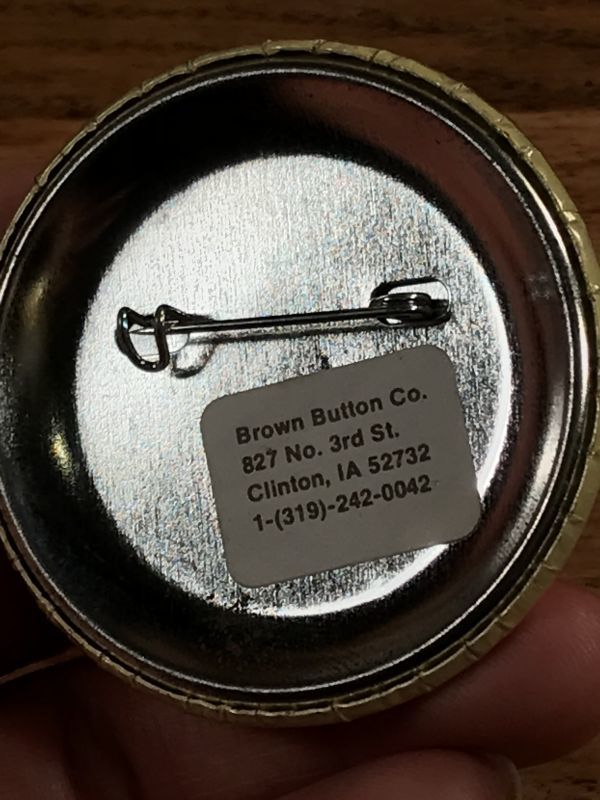 Brown Button Co.
827 No. 3rd St.
Clinton, IA 52732
1-(319)-242-0042